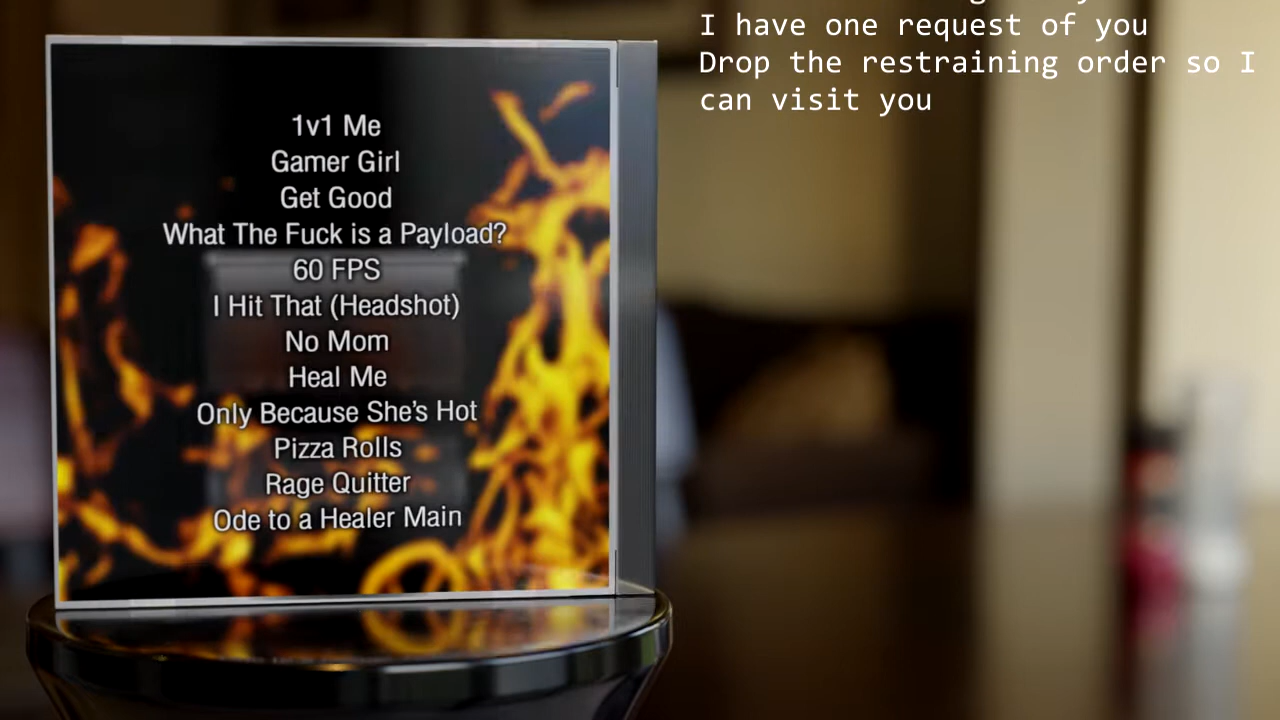 I have one request of you
Drop the restraining order so I
can visit you
1v1 Me
Gamer Girl
Get Good
What The Fuck is a Payload?
60 FPS
I Hit That (Headshot)
No Mom
Heal Me
Only Because She's Hot
Pizza Rolls
Rage Quitter
Ode to a Healer Main